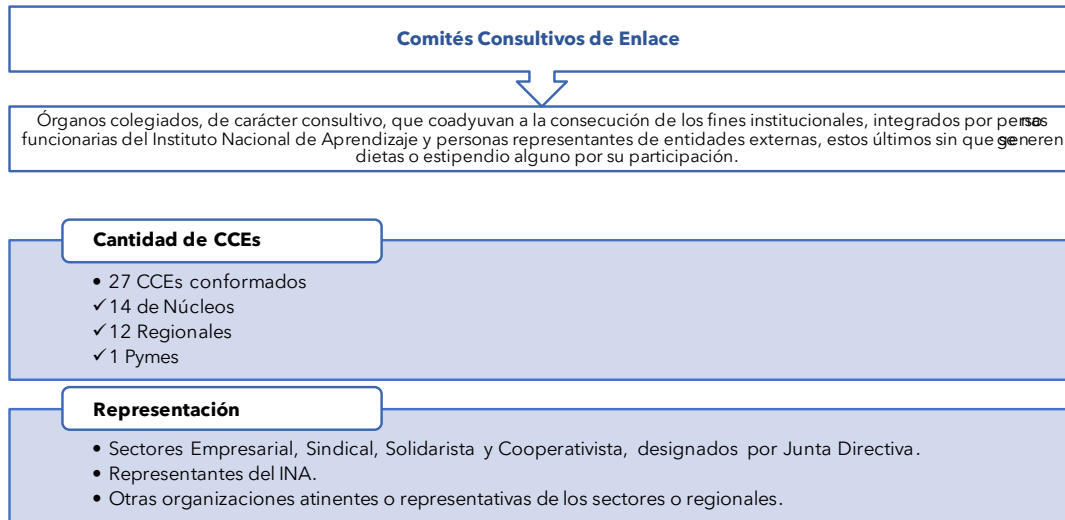 Comités Consultivos de Enlace
Órganos colegiados, de carácter consultivo, que coadyuvan a la consecución de los fines institucionales, integrados por personas
funcionarias del Instituto Nacional de Aprendizaje y personas representantes de entidades externas, estos últimos sin que se generen
dietas o estipendio alguno por su participación.
Cantidad de CCEs
• 27 CCEs conformados
✓14 de Núcleos
✓12 Regionales
✓1 Pymes
Representación
• Sectores Empresarial, Sindical, Solidarista y Cooperativista, designados por Junta Directiva.
• Representantes del INA.
• Otras organizaciones atinentes o representativas de los sectores o regionales.